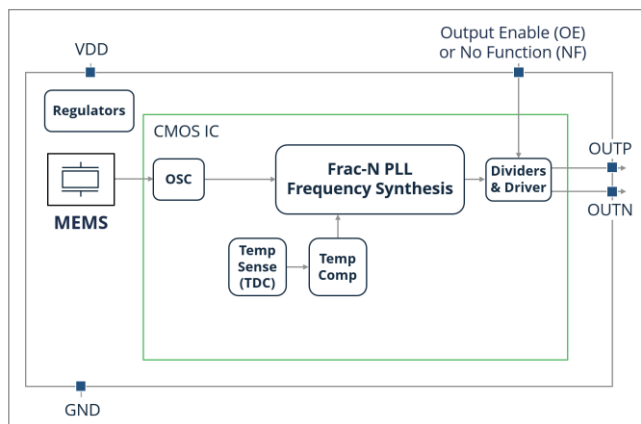 VDD
Output Enable (OE)
or No Function (NF)
Regulators
CMOS IC
MEMS
OSC
Frac-N PLL
Frequency Synthesis
Dividers
& Driver
OUTP
OUTN
Temp
Sense
(TDC)
Temp
Comp
GND